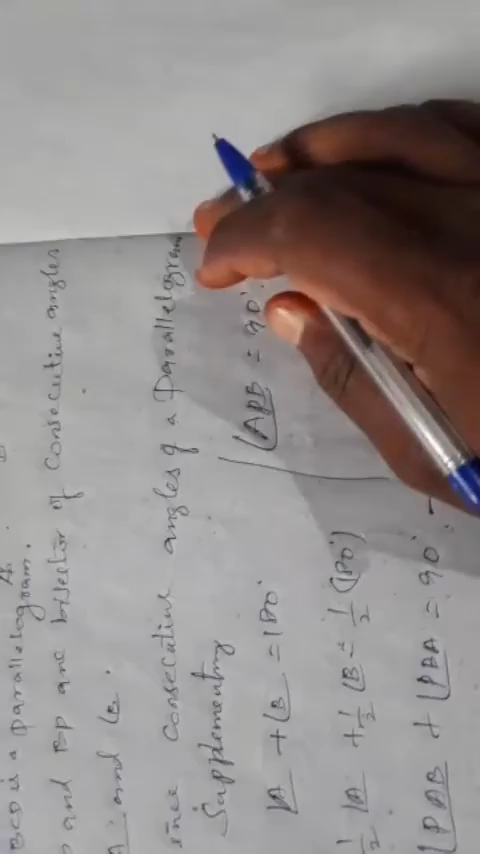 BCD is a parallelogram.
and BP are bisector of Consecutive angles
and ∠B.
Since Consecutive angles of a parallelogram
Supplementry
∠A + ∠B = 180°
1/2 ∠A + 1/2 ∠B = 1/2 (180°)
∠PAB + ∠PBA = 90°.
∠APB = 90°.